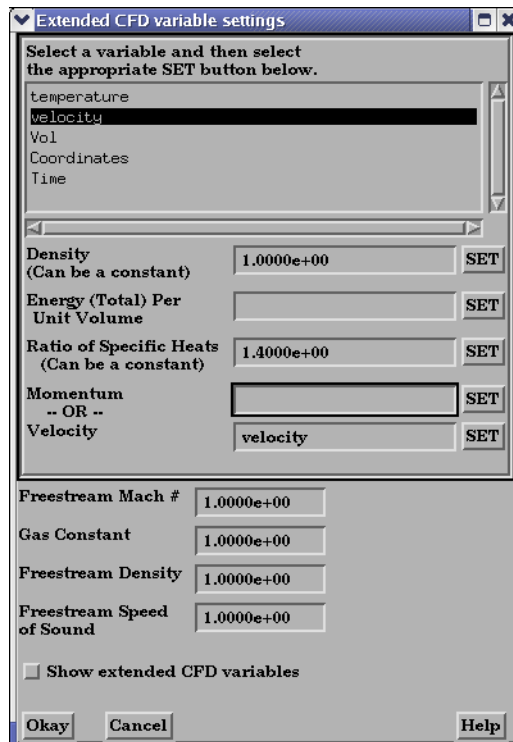 Extended CFD variable settings
Select a variable and then select
the appropriate SET button below.
temperature
velocity
Vol
Coordinates
Time
Density
(Can be a constant)
1.0000e+00
SET
Energy (Total) Per
Unit Volume
SET
Ratio of Specific Heats
(Can be a constant)
1.4000e+00
SET
Momentum
-- OR --
SET
Velocity
velocity
SET
Freestream Mach #
1.0000e+00
Gas Constant
1.0000e+00
Freestream Density
1.0000e+00
Freestream Speed
of Sound
1.0000e+00
Show extended CFD variables
Okay
Cancel
Help